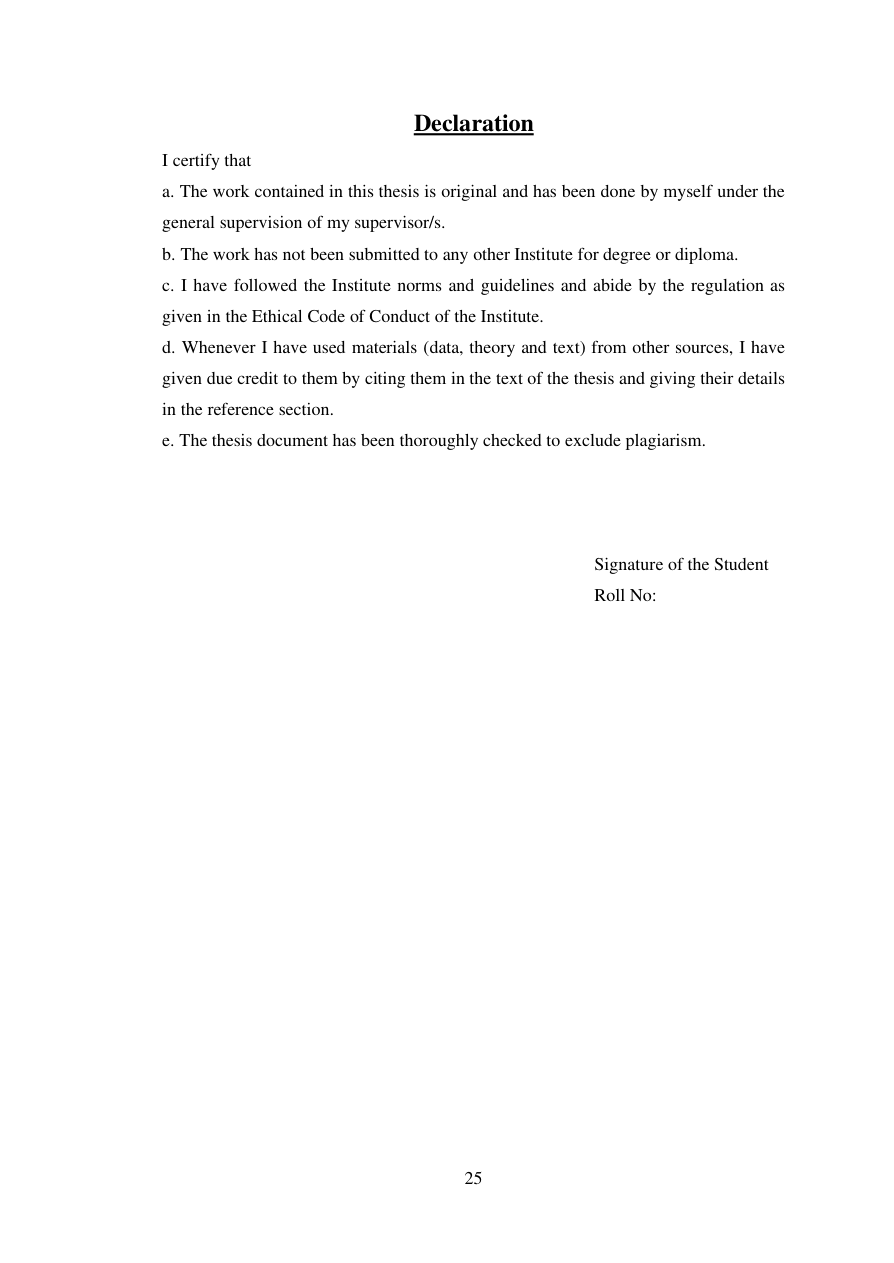 Declaration
I certify that
a. The work contained in this thesis is original and has been done by myself under the
general supervision of my supervisor/s.
b. The work has not been submitted to any other Institute for degree or diploma.
c. I have followed the Institute norms and guidelines and abide by the regulation as
given in the Ethical Code of Conduct of the Institute.
d. Whenever I have used materials (data, theory and text) from other sources, I have
given due credit to them by citing them in the text of the thesis and giving their details
in the reference section.
e. The thesis document has been thoroughly checked to exclude plagiarism.
Signature of the Student
Roll No:
25